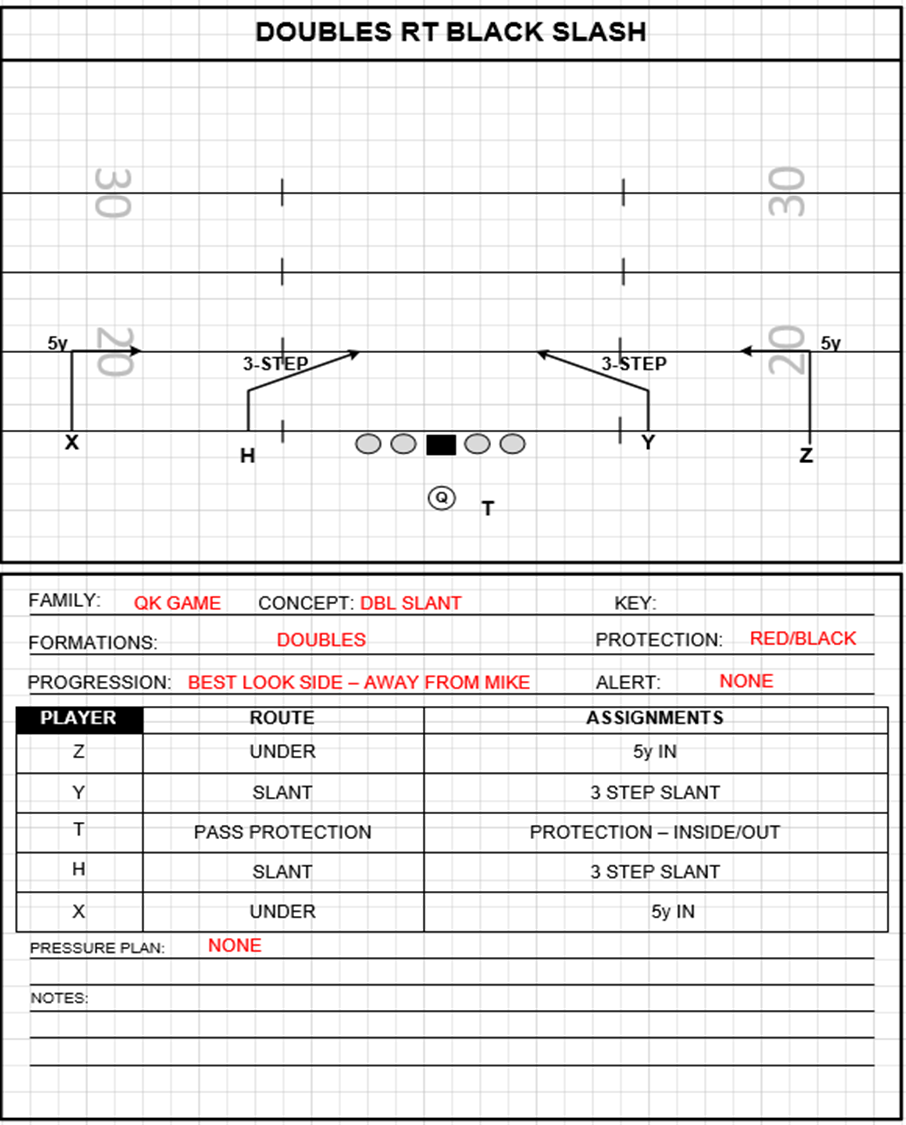 DOUBLES RT BLACK SLASH
30 30
5y 20 3-STEP 3-STEP 20 5y
X H Y Z
Q T
FAMILY: QK GAME CONCEPT: DBL SLANT KEY:
FORMATIONS: DOUBLES PROTECTION: RED/BLACK
PROGRESSION: BEST LOOK SIDE – AWAY FROM MIKE ALERT: NONE
PLAYER ROUTE ASSIGNMENTS
Z UNDER 5y IN
Y SLANT 3 STEP SLANT
T PASS PROTECTION PROTECTION – INSIDE/OUT
H SLANT 3 STEP SLANT
X UNDER 5y IN
PRESSURE PLAN: NONE
NOTES: